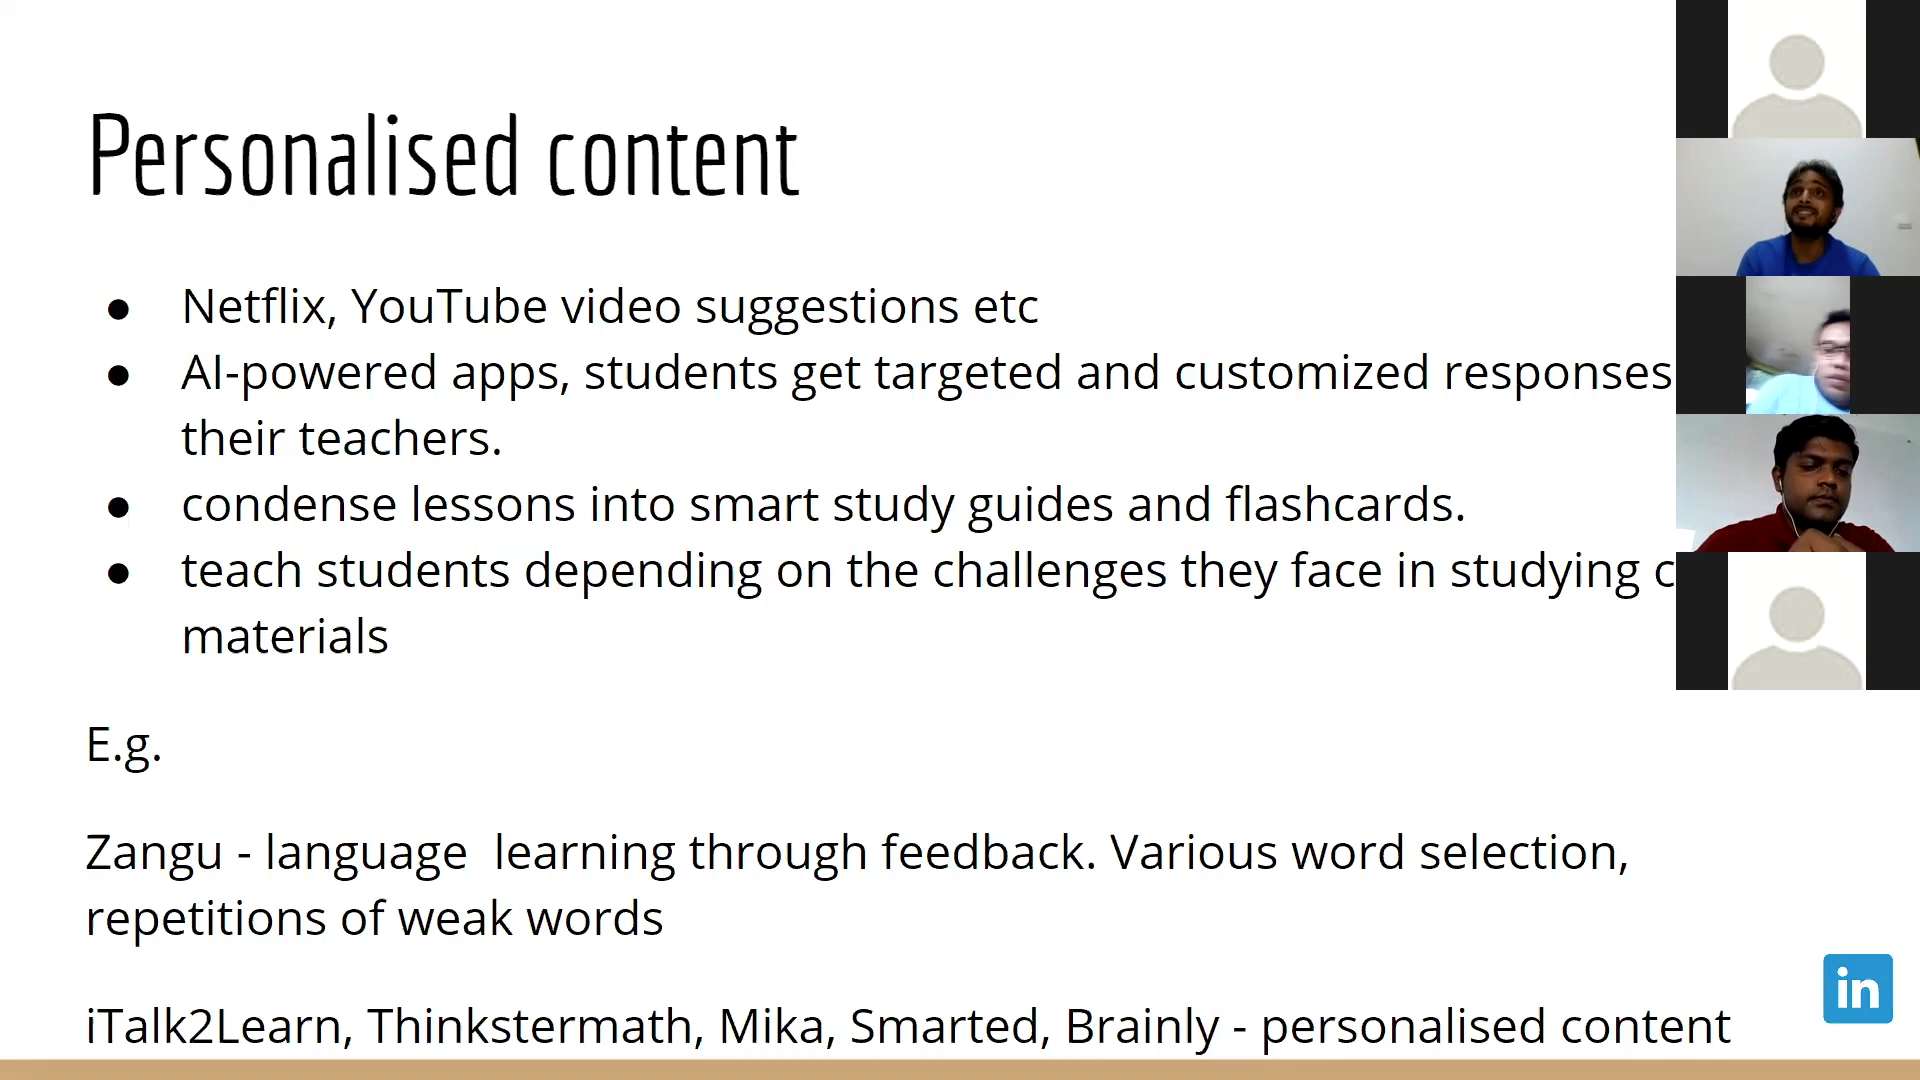 Personalised content
● Netflix, YouTube video suggestions etc
● AI-powered apps, students get targeted and customized responses
their teachers.
● condense lessons into smart study guides and flashcards.
● teach students depending on the challenges they face in studying c
materials
E.g.
Zangu - language  learning through feedback. Various word selection,
repetitions of weak words
iTalk2Learn, Thinkstermath, Mika, Smarted, Brainly - personalised content
in